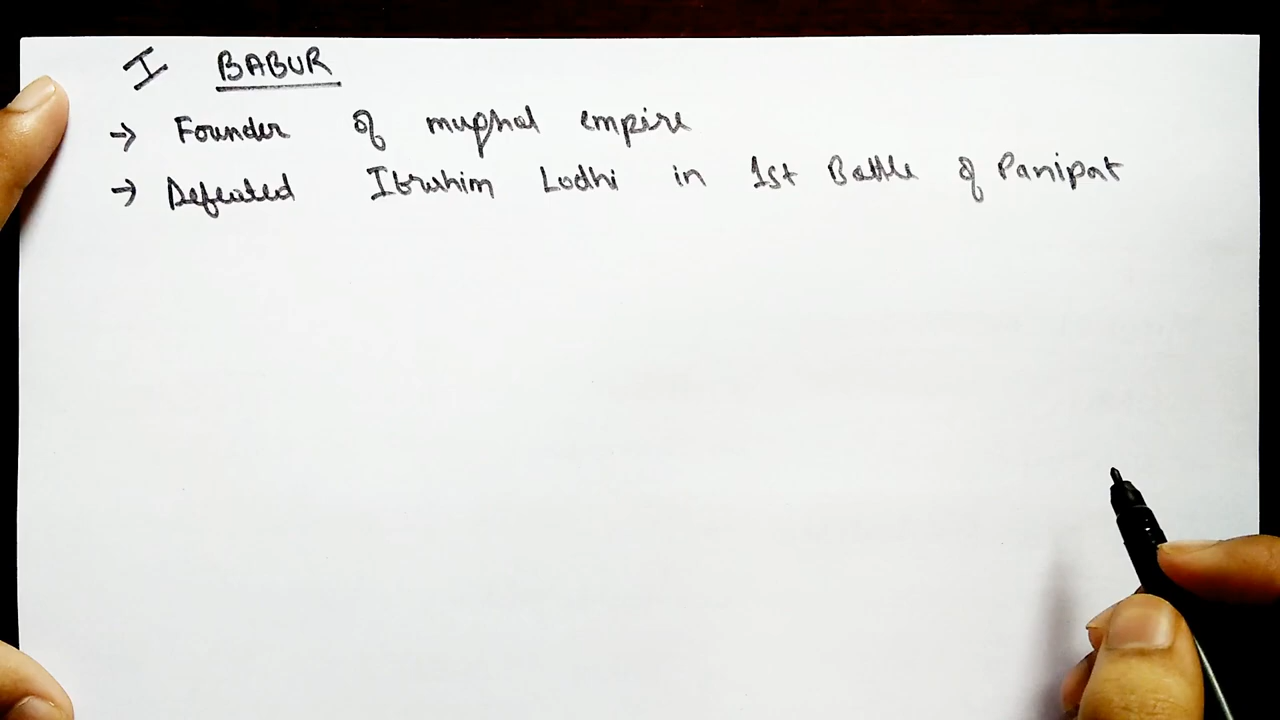 I BABUR
→ Founder of mughal empire
→ Defeated Ibrahim Lodhi in 1st Battle of Panipat